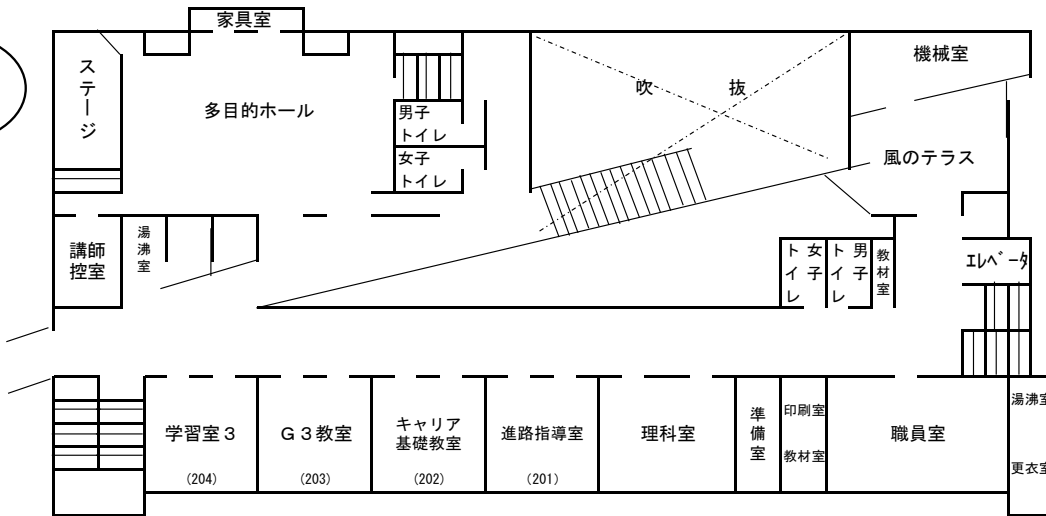 家具室
ステージ
多目的ホール
男子
トイレ
女子
トイレ
吹 抜
機械室
風のテラス
講師
控室
湯沸室
女子
トイレ
男子
トイレ
教材室
ｴﾚﾍﾞｰﾀ
学習室３
(204)
Ｇ３教室
(203)
キャリア
基礎教室
(202)
進路指導室
(201)
理科室
準備室
印刷室
教材室
職員室
湯沸室
更衣室